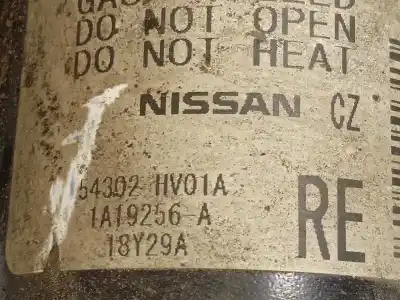 DO NOT OPEN
DO NOT HEAT
NISSAN CZ
54302 HV01A
1A19256-A
18Y29A
RE